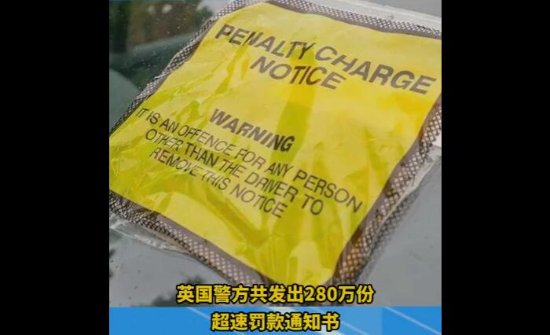 PENALTY CHARGE
NOTICE
WARNING
IT IS AN OFFENCE FOR ANY PERSON
OTHER THAN THE DRIVER TO
REMOVE THIS NOTICE
英国警方共发出280万份
超速罚款通知书